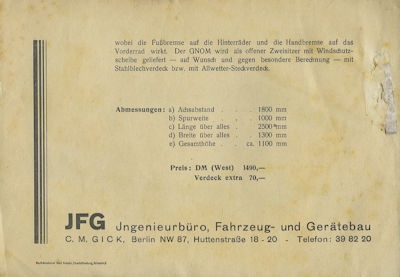 wobei die Fußbremse auf die Hinterräder und die Handbremse auf das
Vorderrad wirkt. Der GNOM wird als offener Zweisitzer mit Windschutz-
scheibe geliefert — auf Wunsch und gegen besondere Berechnung — mit
Stahlblechverdeck bzw. mit Allwetter-Steckverdeck.
Abmessungen: a) Achsabstand . . . 1800 mm
b) Spurweite . . . 1000 mm
c) Länge über alles . 2500 mm
d) Breite über alles . 1300 mm
e) Gesamthöhe . ca. 1100 mm
Preis: DM (West) 1490,—
Verdeck extra 70,—
JFG Jngenieurbüro, Fahrzeug- und Gerätebau
C. M. GICK, Berlin NW 87, Huttenstraße 18 - 20 - Telefon: 39 82 20